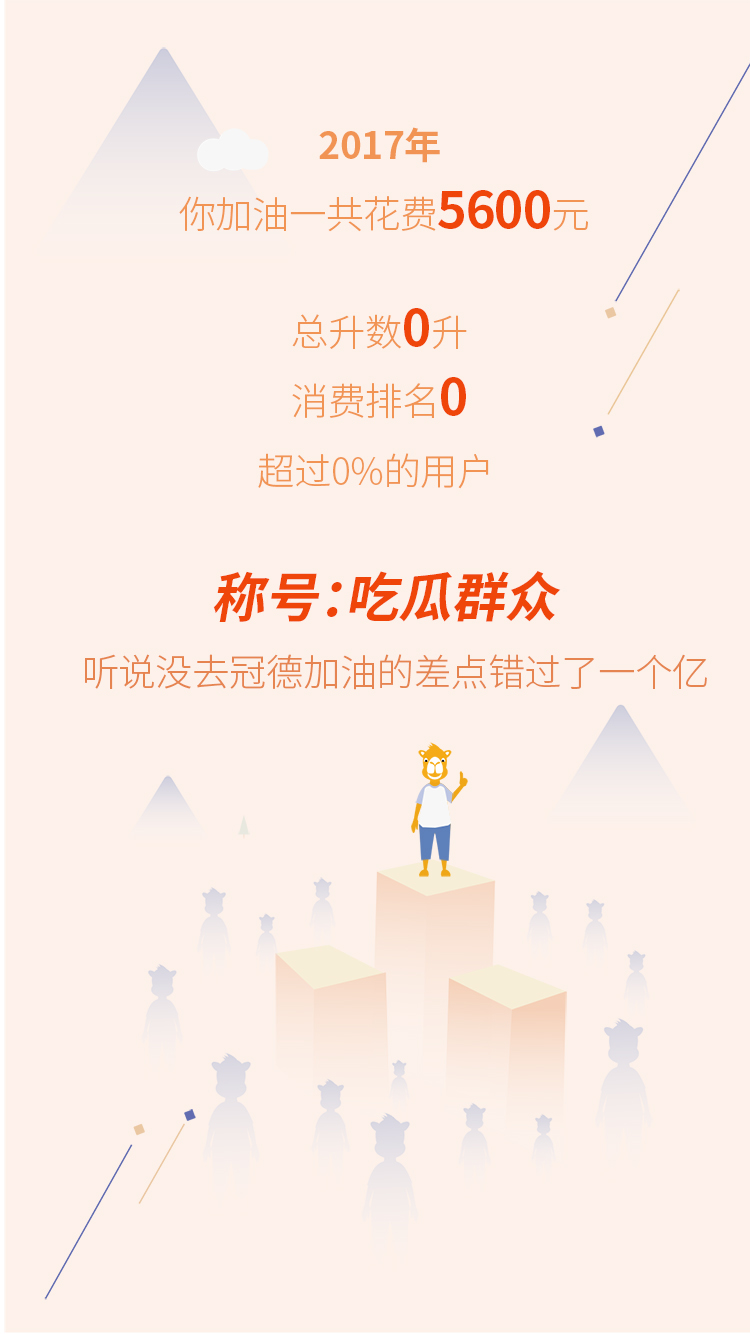 2017年
你加油一共花费5600元
总升数0升
消费排名0
超过0%的用户
称号:吃瓜群众
听说没去冠德加油的差点错过了一个亿